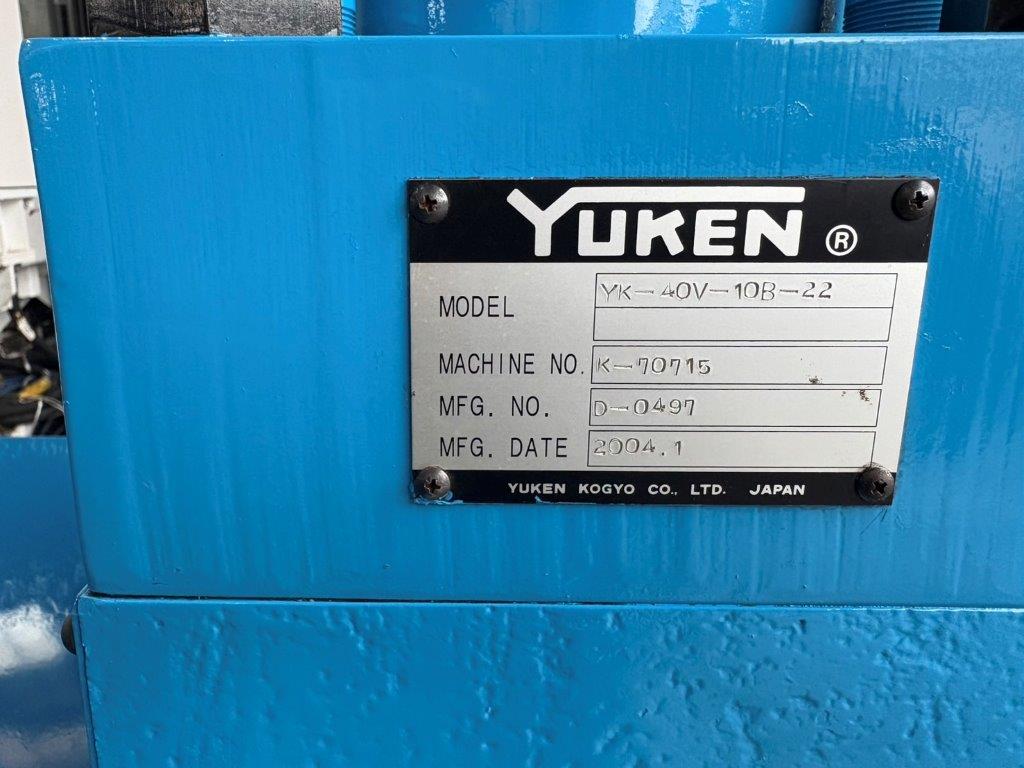 YUKEN ®
MODEL YK-40V-10B-22
MACHINE NO. K-70715
MFG. NO. D-0497
MFG. DATE 2004.1
YUKEN KOGYO CO., LTD. JAPAN